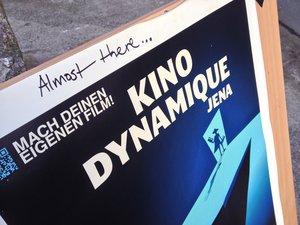 Almost there...
MACH DEINEN
EIGENEN FILM!
KINO
DYNAMIQUE
JENA